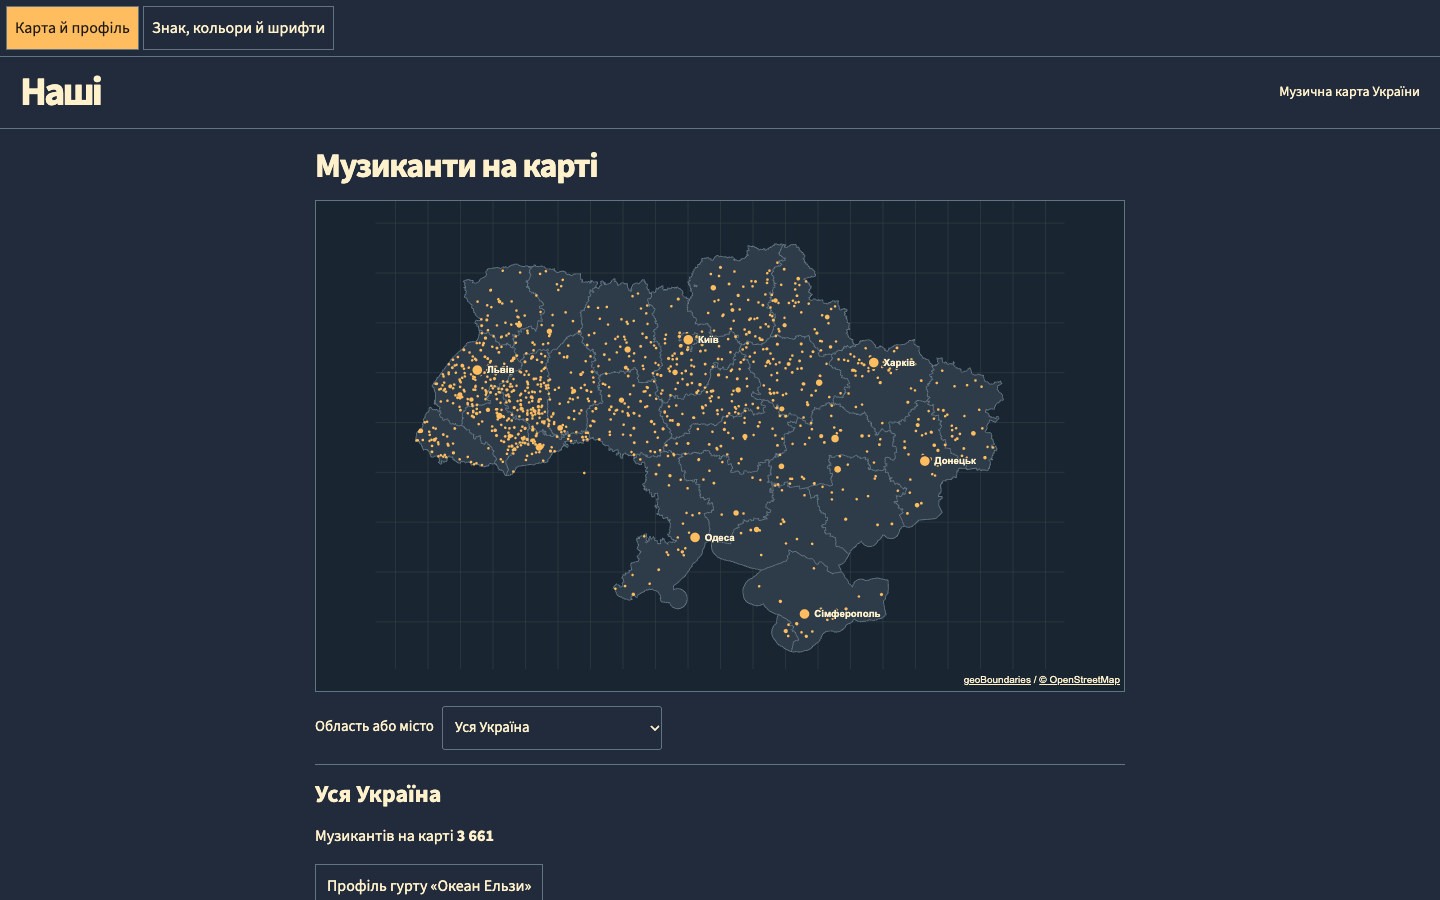 Карта й профіль
Знак, кольори й шрифти
Наші
Музична карта України
Музиканти на карті
Київ
Харків
Львів
Донецьк
Одеса
Сімферополь
geoBoundaries / © OpenStreetMap
Область або місто
Уся Україна
Уся Україна
Музикантів на карті 3 661
Профіль гурту «Океан Ельзи»